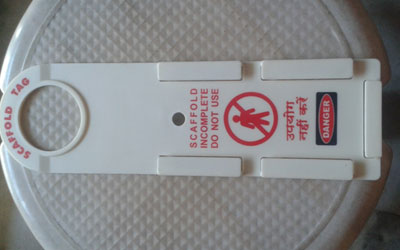 SCAFFOLD TAG
SCAFFOLD
INCOMPLETE
DO NOT USE
उपयोग
नहीं करें
DANGER